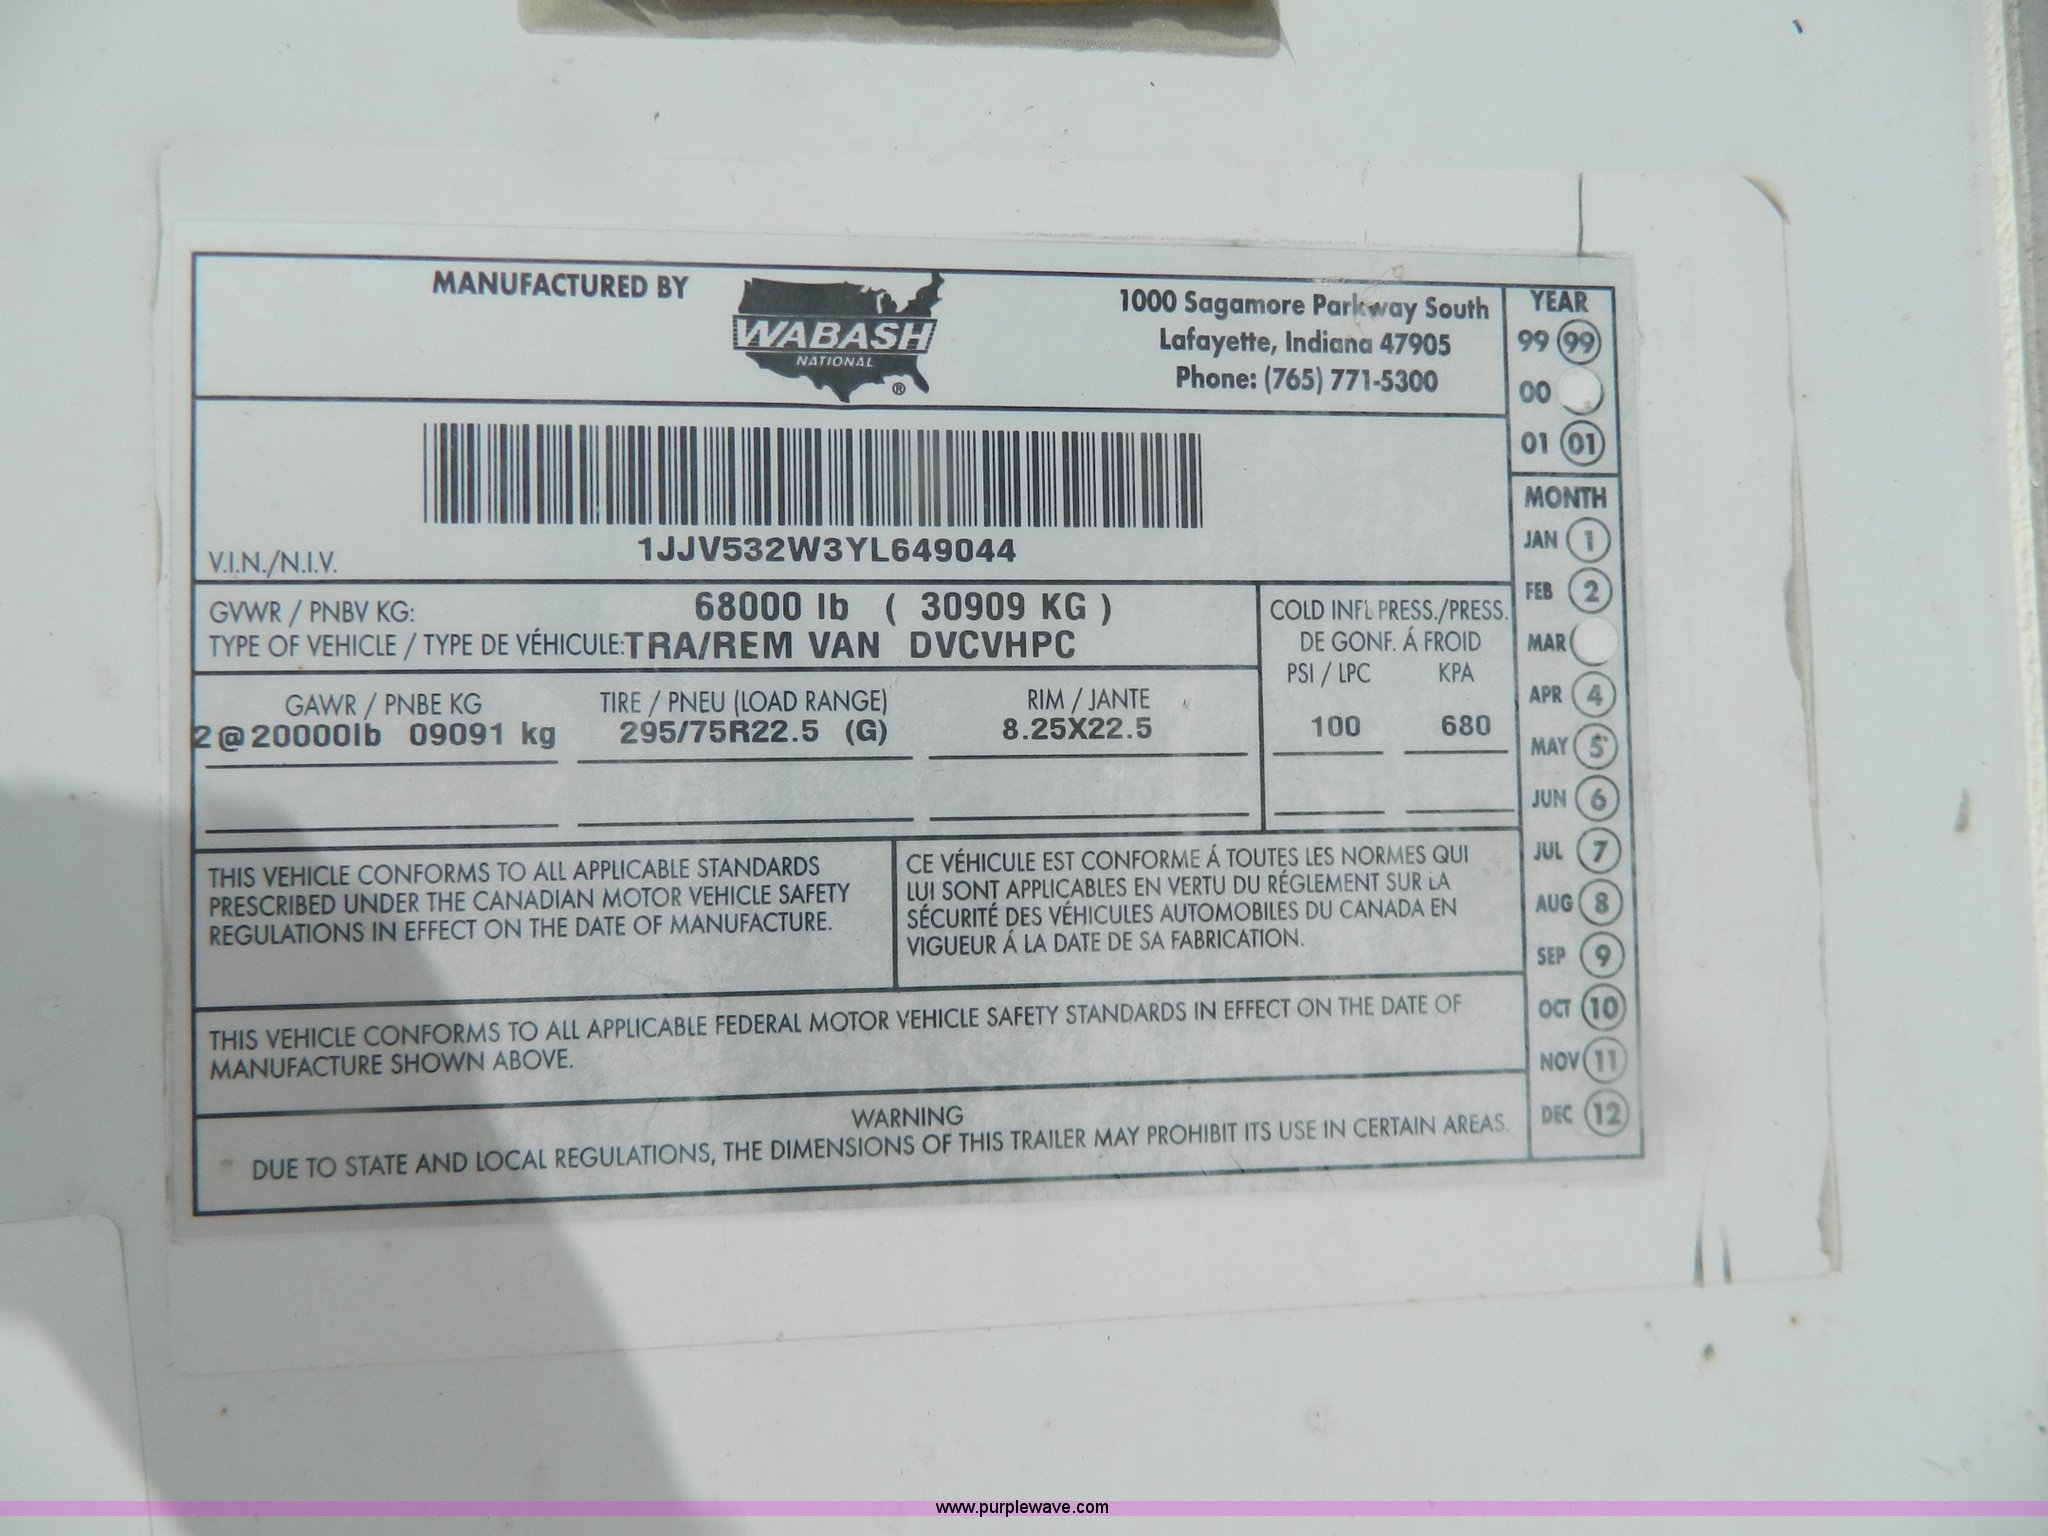 MANUFACTURED BY
WABASH
NATIONAL
®
1000 Sagamore Parkway South
Lafayette, Indiana 47905
Phone: (765) 771-5300
V.I.N./N.I.V.
1JJV532W3YL649044
GVWR / PNBV KG: 68000 lb ( 30909 KG )
TYPE OF VEHICLE / TYPE DE VÉHICULE: TRA/REM VAN DVCVHPC
COLD INFL PRESS./PRESS.
DE GONF. Á FROID
PSI / LPC KPA
100 680
GAWR / PNBE KG TIRE / PNEU (LOAD RANGE) RIM / JANTE
2@20000lb 09091 kg 295/75R22.5 (G) 8.25X22.5
THIS VEHICLE CONFORMS TO ALL APPLICABLE STANDARDS
PRESCRIBED UNDER THE CANADIAN MOTOR VEHICLE SAFETY
REGULATIONS IN EFFECT ON THE DATE OF MANUFACTURE.
CE VÉHICULE EST CONFORME Á TOUTES LES NORMES QUI
LUI SONT APPLICABLES EN VERTU DU RÉGLEMENT SUR LA
SÉCURITÉ DES VÉHICULES AUTOMOBILES DU CANADA EN
VIGUEUR Á LA DATE DE SA FABRICATION.
THIS VEHICLE CONFORMS TO ALL APPLICABLE FEDERAL MOTOR VEHICLE SAFETY STANDARDS IN EFFECT ON THE DATE OF
MANUFACTURE SHOWN ABOVE.
WARNING
DUE TO STATE AND LOCAL REGULATIONS, THE DIMENSIONS OF THIS TRAILER MAY PROHIBIT ITS USE IN CERTAIN AREAS.
YEAR
99 99
00
01 01
MONTH
JAN 1
FEB 2
MAR
APR 4
MAY 5
JUN 6
JUL 7
AUG 8
SEP 9
OCT 10
NOV 11
DEC 12
www.purplewave.com